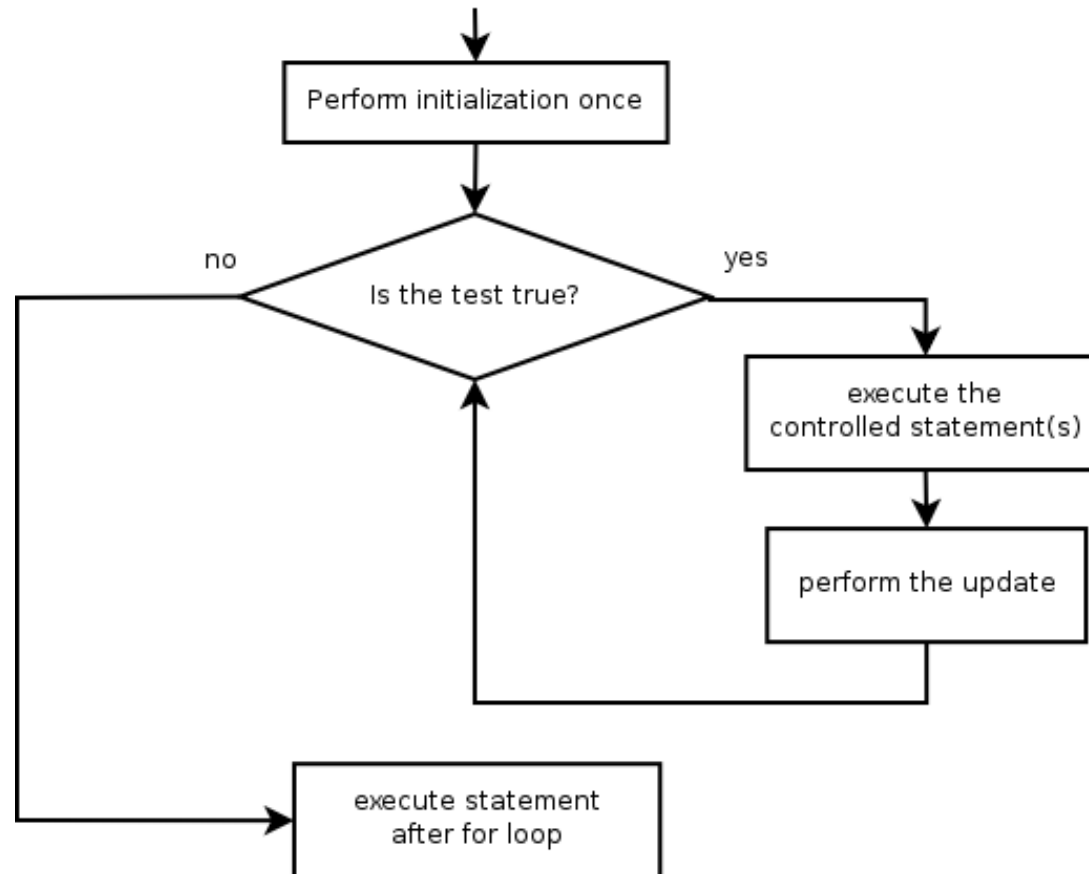 Perform initialization once
no
yes
Is the test true?
execute the
controlled statement(s)
perform the update
execute statement
after for loop